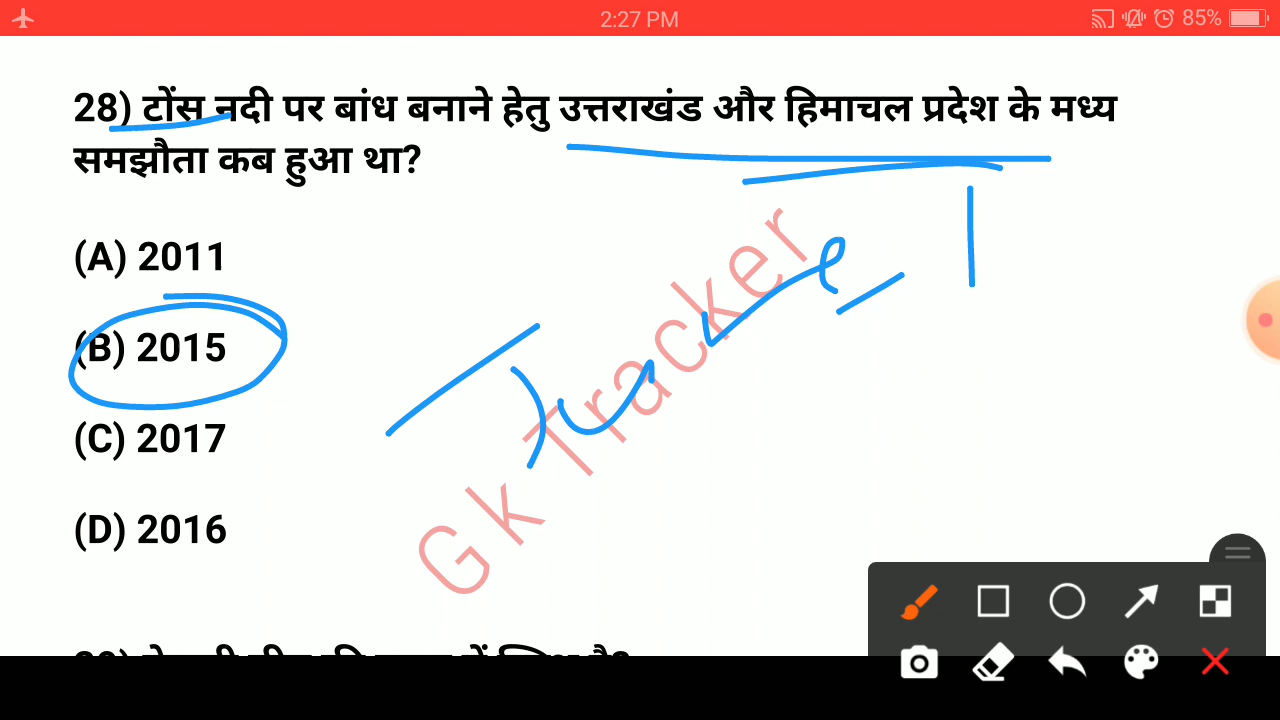 2:27 PM
85%
28) टोंस नदी पर बांध बनाने हेतु उत्तराखंड और हिमाचल प्रदेश के मध्य
समझौता कब हुआ था?
(A) 2011
(B) 2015
(C) 2017
(D) 2016
Gk Tracker